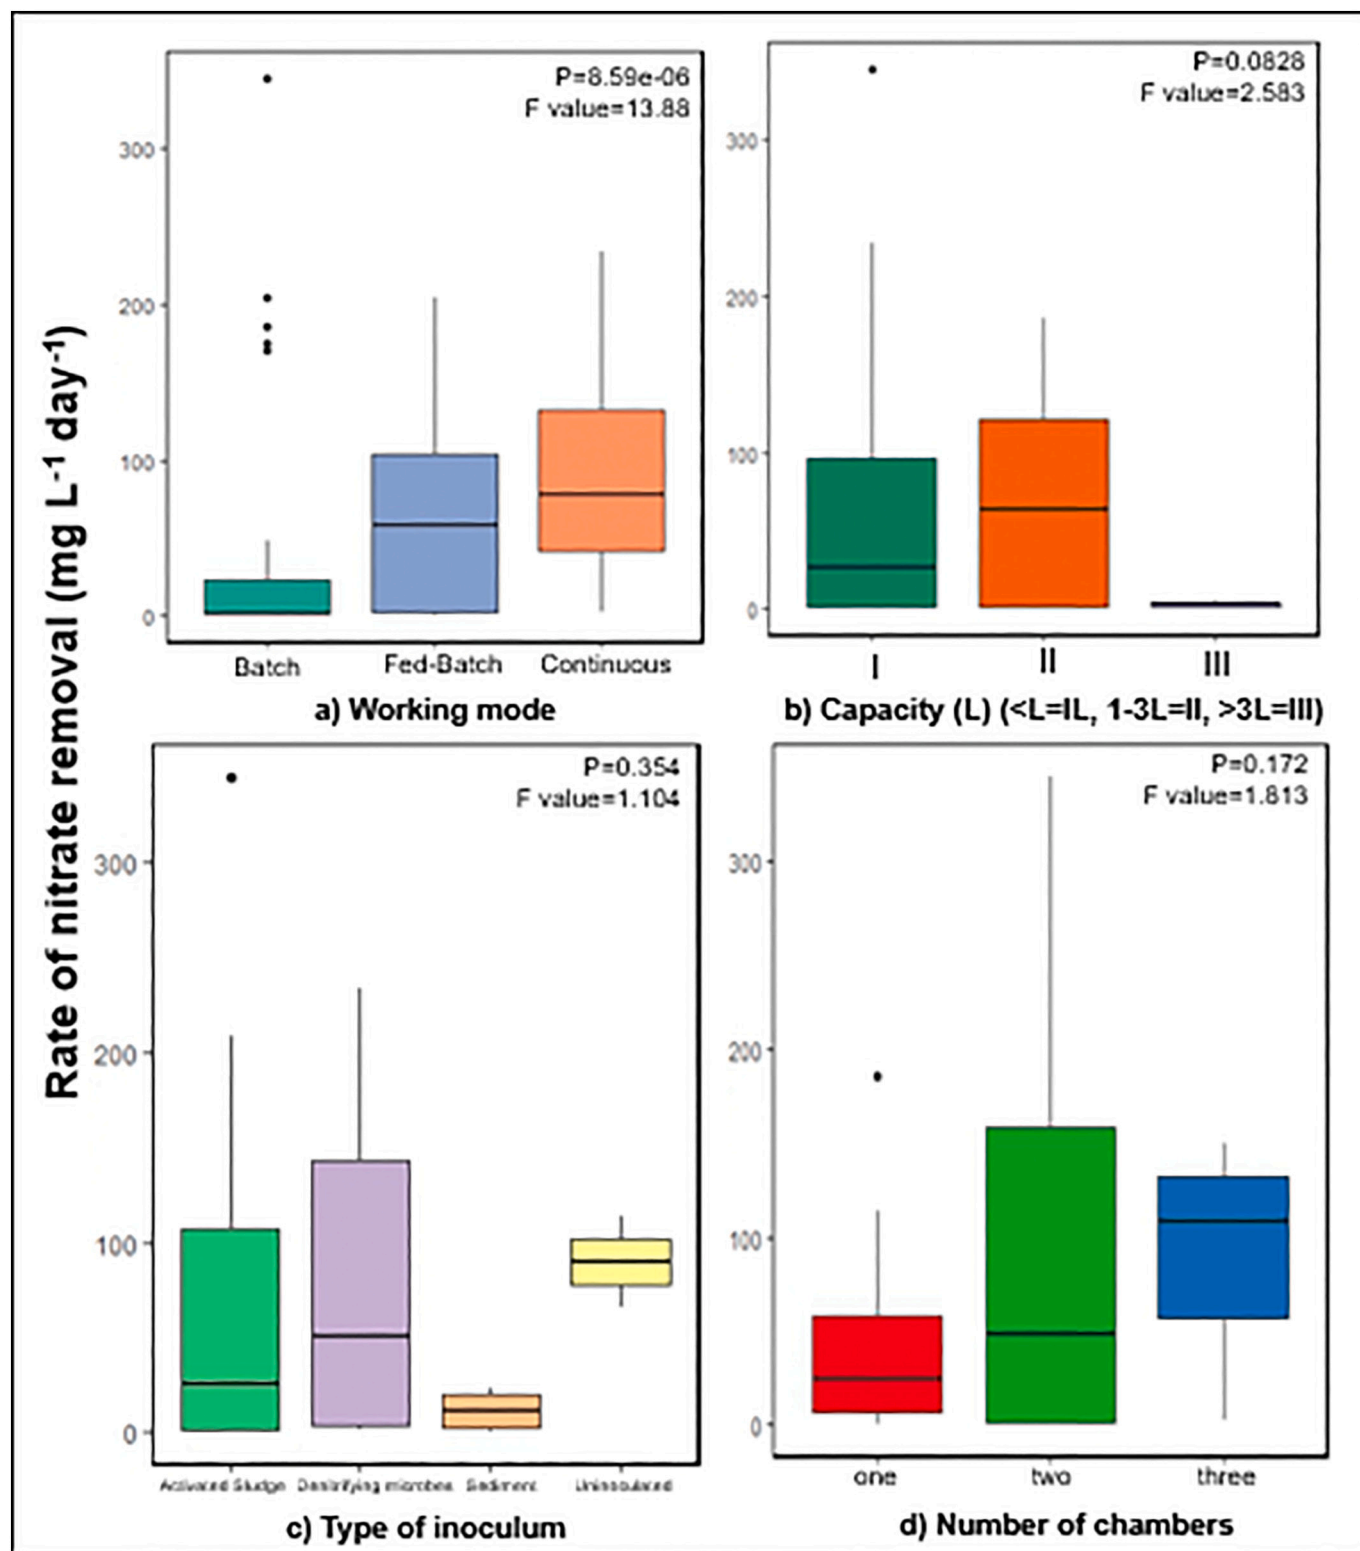 Rate of nitrate removal (mg L-1 day-1)
P=8.59e-06
F value=13.88
300
200
100
0
Batch Fed-Batch Continuous
a) Working mode
P=0.0828
F value=2.583
300
200
100
0
I II III
b) Capacity (L) (<L=IL, 1-3L=II, >3L=III)
P=0.354
F value=1.104
300
200
100
0
Activated Sludge Denitrifying microbes Sediment Uninoculated
c) Type of inoculum
P=0.172
F value=1.813
300
200
100
0
one two three
d) Number of chambers